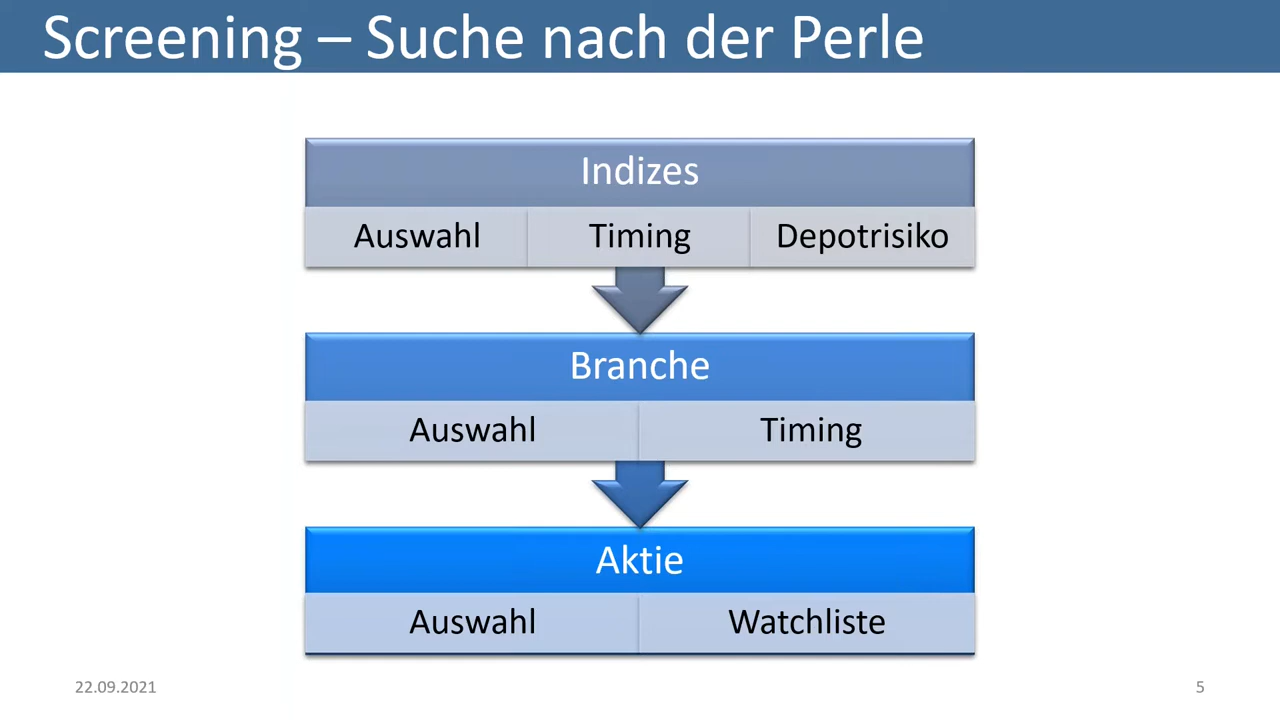 Screening – Suche nach der Perle
Indizes
Auswahl Timing Depotrisiko
Branche
Auswahl Timing
Aktie
Auswahl Watchliste
22.09.2021 5